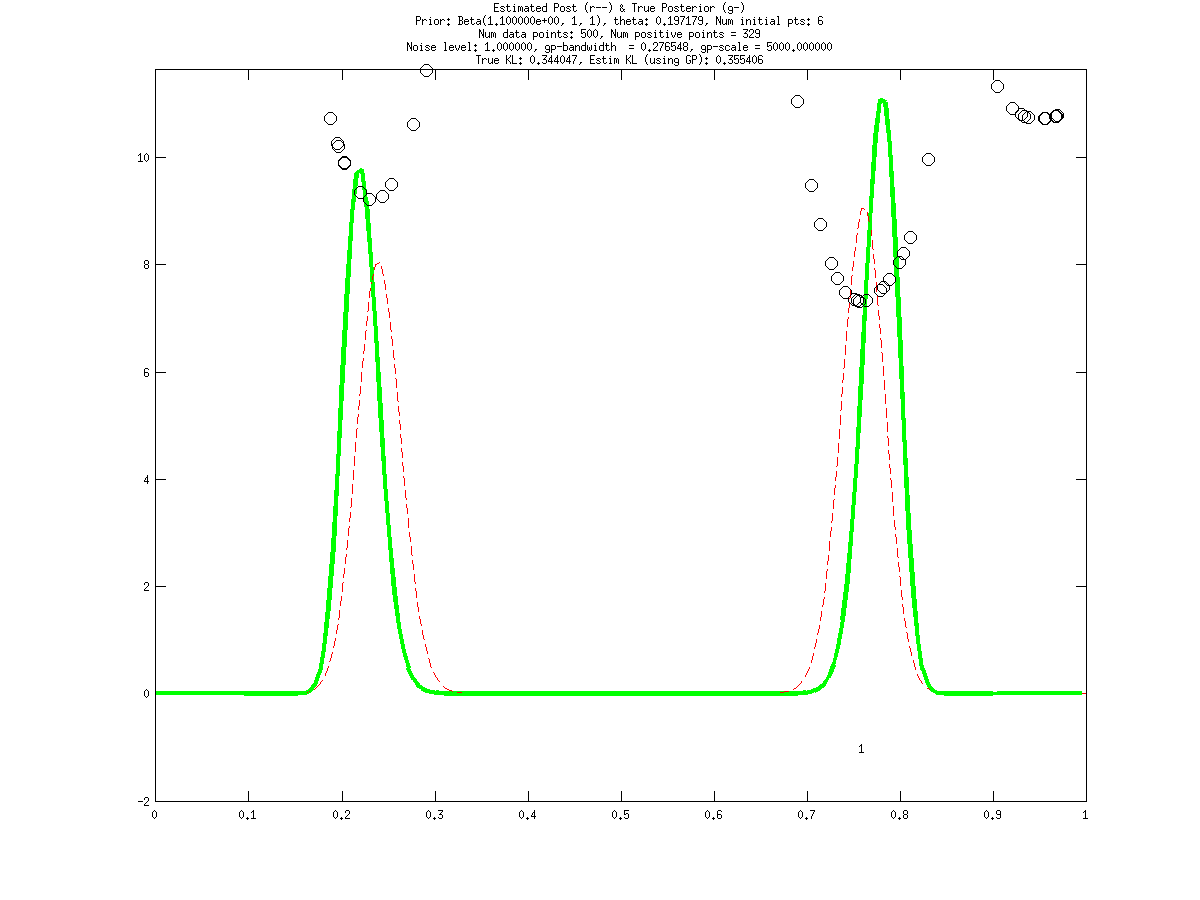 Estimated Post (r--) & True Posterior (g-)
Prior: Beta(1.100000e+00, 1, 1), theta: 0.197179, Num initial pts: 6
Num data points: 500, Num positive points = 329
Noise level: 1.000000, gp-bandwidth  = 0.276548, gp-scale = 5000.000000
True KL: 0.344047, Estim KL (using GP): 0.355406
10
8
6
4
2
0
1
-2
0 0.1 0.2 0.3 0.4 0.5 0.6 0.7 0.8 0.9 1